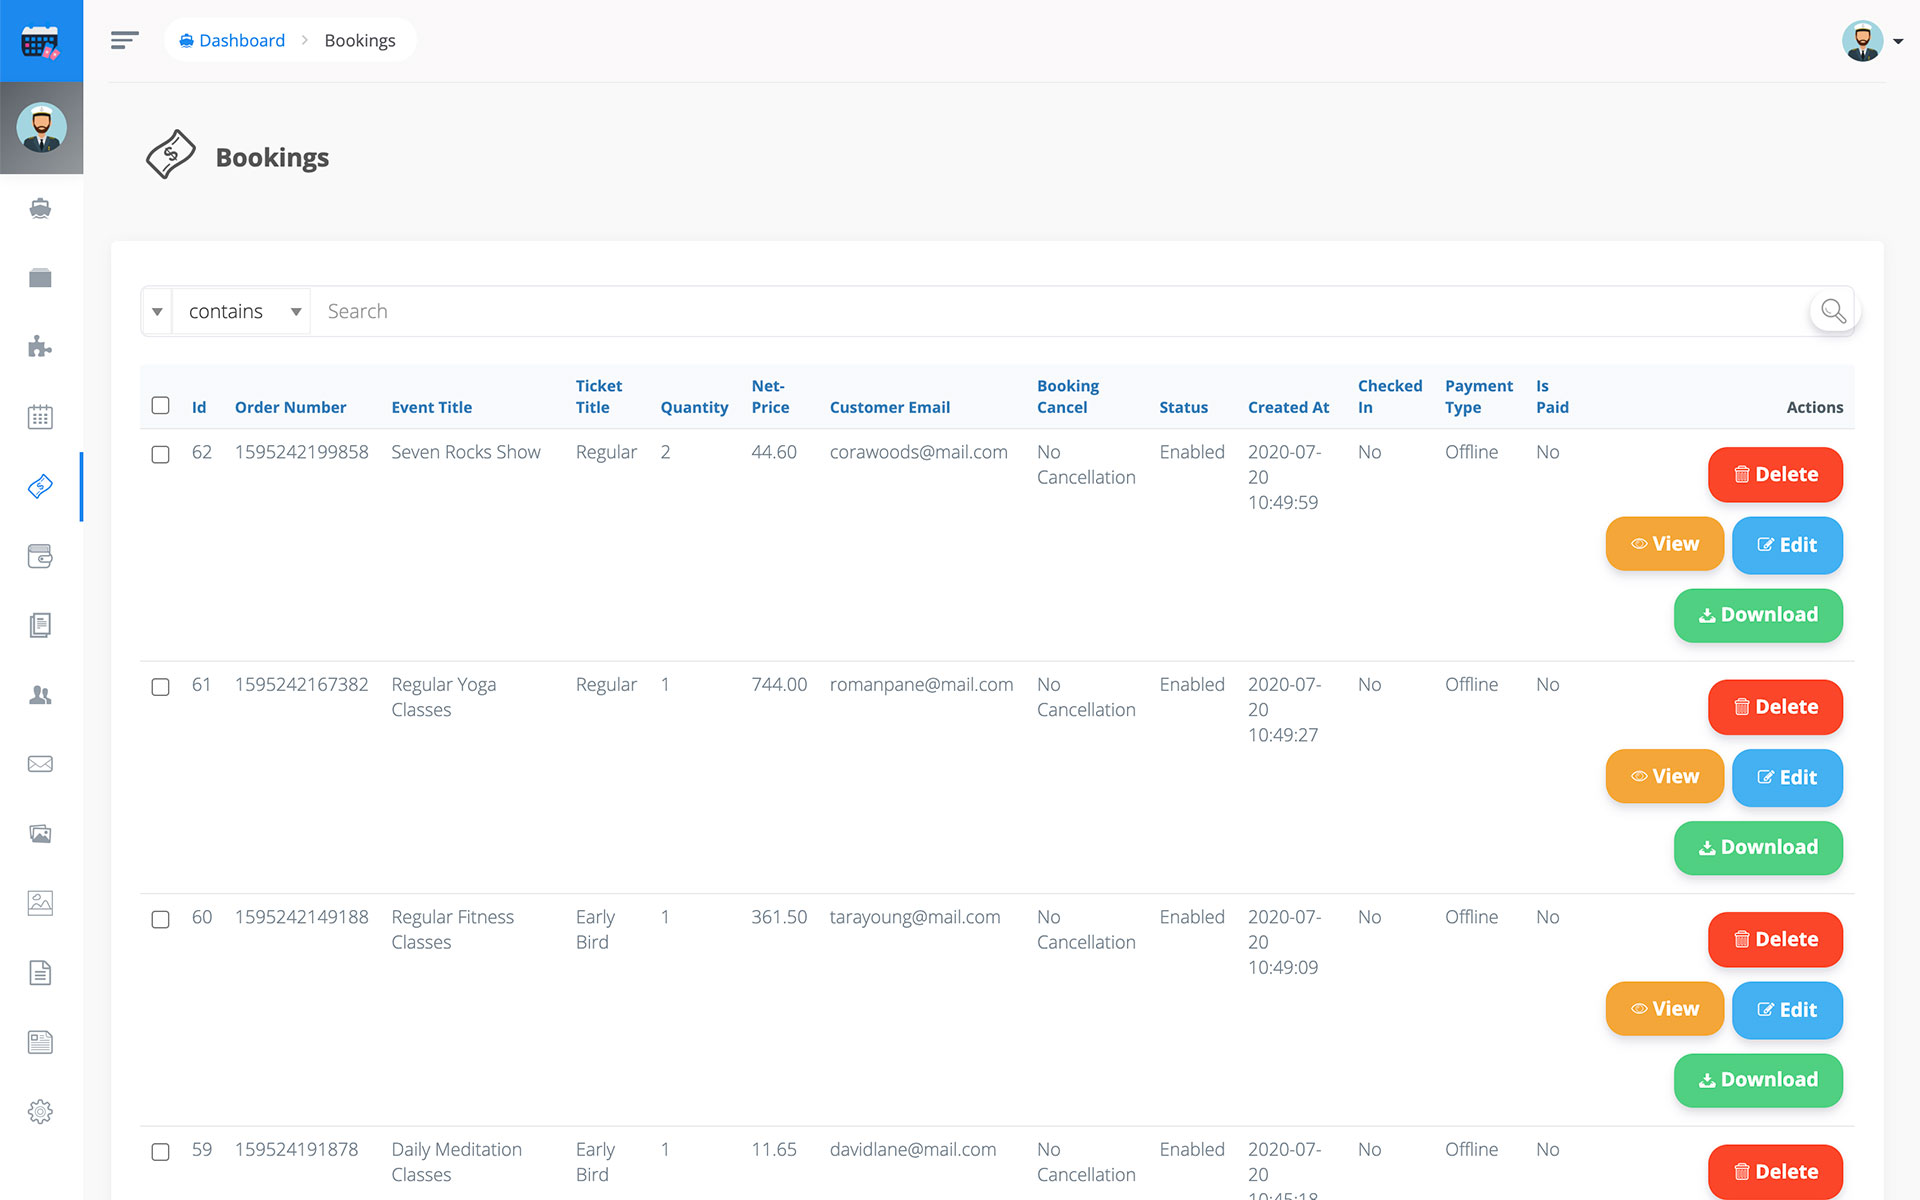 Dashboard > Bookings
Bookings
contains Search
Id Order Number Event Title Ticket Title Quantity Net-Price Customer Email Booking Cancel Status Created At Checked In Payment Type Is Paid Actions
62 1595242199858 Seven Rocks Show Regular 2 44.60 corawoods@mail.com No Cancellation Enabled 2020-07-20 10:49:59 No Offline No
Delete
View Edit
Download
61 1595242167382 Regular Yoga Classes Regular 1 744.00 romanpane@mail.com No Cancellation Enabled 2020-07-20 10:49:27 No Offline No
Delete
View Edit
Download
60 1595242149188 Regular Fitness Classes Early Bird 1 361.50 tarayoung@mail.com No Cancellation Enabled 2020-07-20 10:49:09 No Offline No
Delete
View Edit
Download
59 159524191878 Daily Meditation Classes Early Bird 1 11.65 davidlane@mail.com No Cancellation Enabled 2020-07-20 10:45:18 No Offline No
Delete